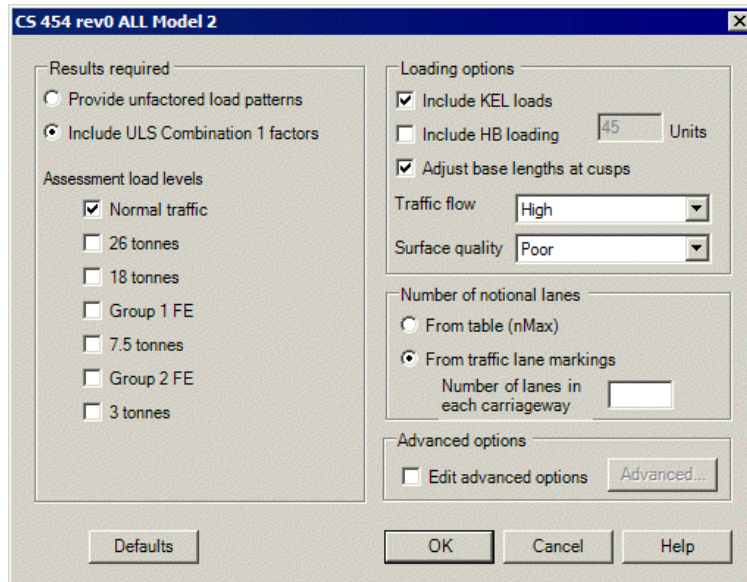 CS 454 rev0 ALL Model 2
Results required
Provide unfactored load patterns
Include ULS Combination 1 factors
Assessment load levels
Normal traffic
26 tonnes
18 tonnes
Group 1 FE
7.5 tonnes
Group 2 FE
3 tonnes
Loading options
Include KEL loads
Include HB loading 45 Units
Adjust base lengths at cusps
Traffic flow High
Surface quality Poor
Number of notional lanes
From table (nMax)
From traffic lane markings
Number of lanes in
each carriageway
Advanced options
Edit advanced options Advanced...
Defaults OK Cancel Help